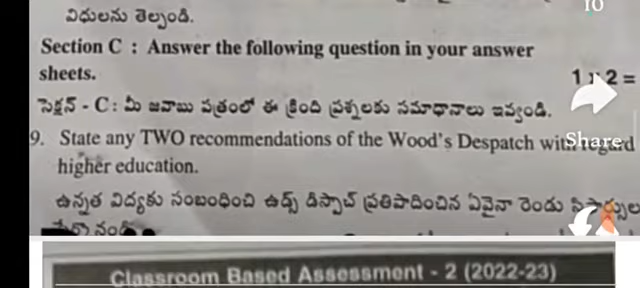 10
విధులను తెల్పండి.
Section C : Answer the following question in your answer
sheets.
1 x 2 =
సెక్షన్ - C : మీ జవాబు పత్రంలో ఈ క్రింది ప్రశ్నలకు సమాధానాలు ఇవ్వండి.
Share
9. State any TWO recommendations of the Wood's Despatch with regard
higher education.
ఉన్నత విద్యకు సంబంధించి ఉడ్స్ డిస్పాచ్ ప్రతిపాదించిన ఏవైనా రెండు
Classroom Based Assessment - 2 (2022-23)